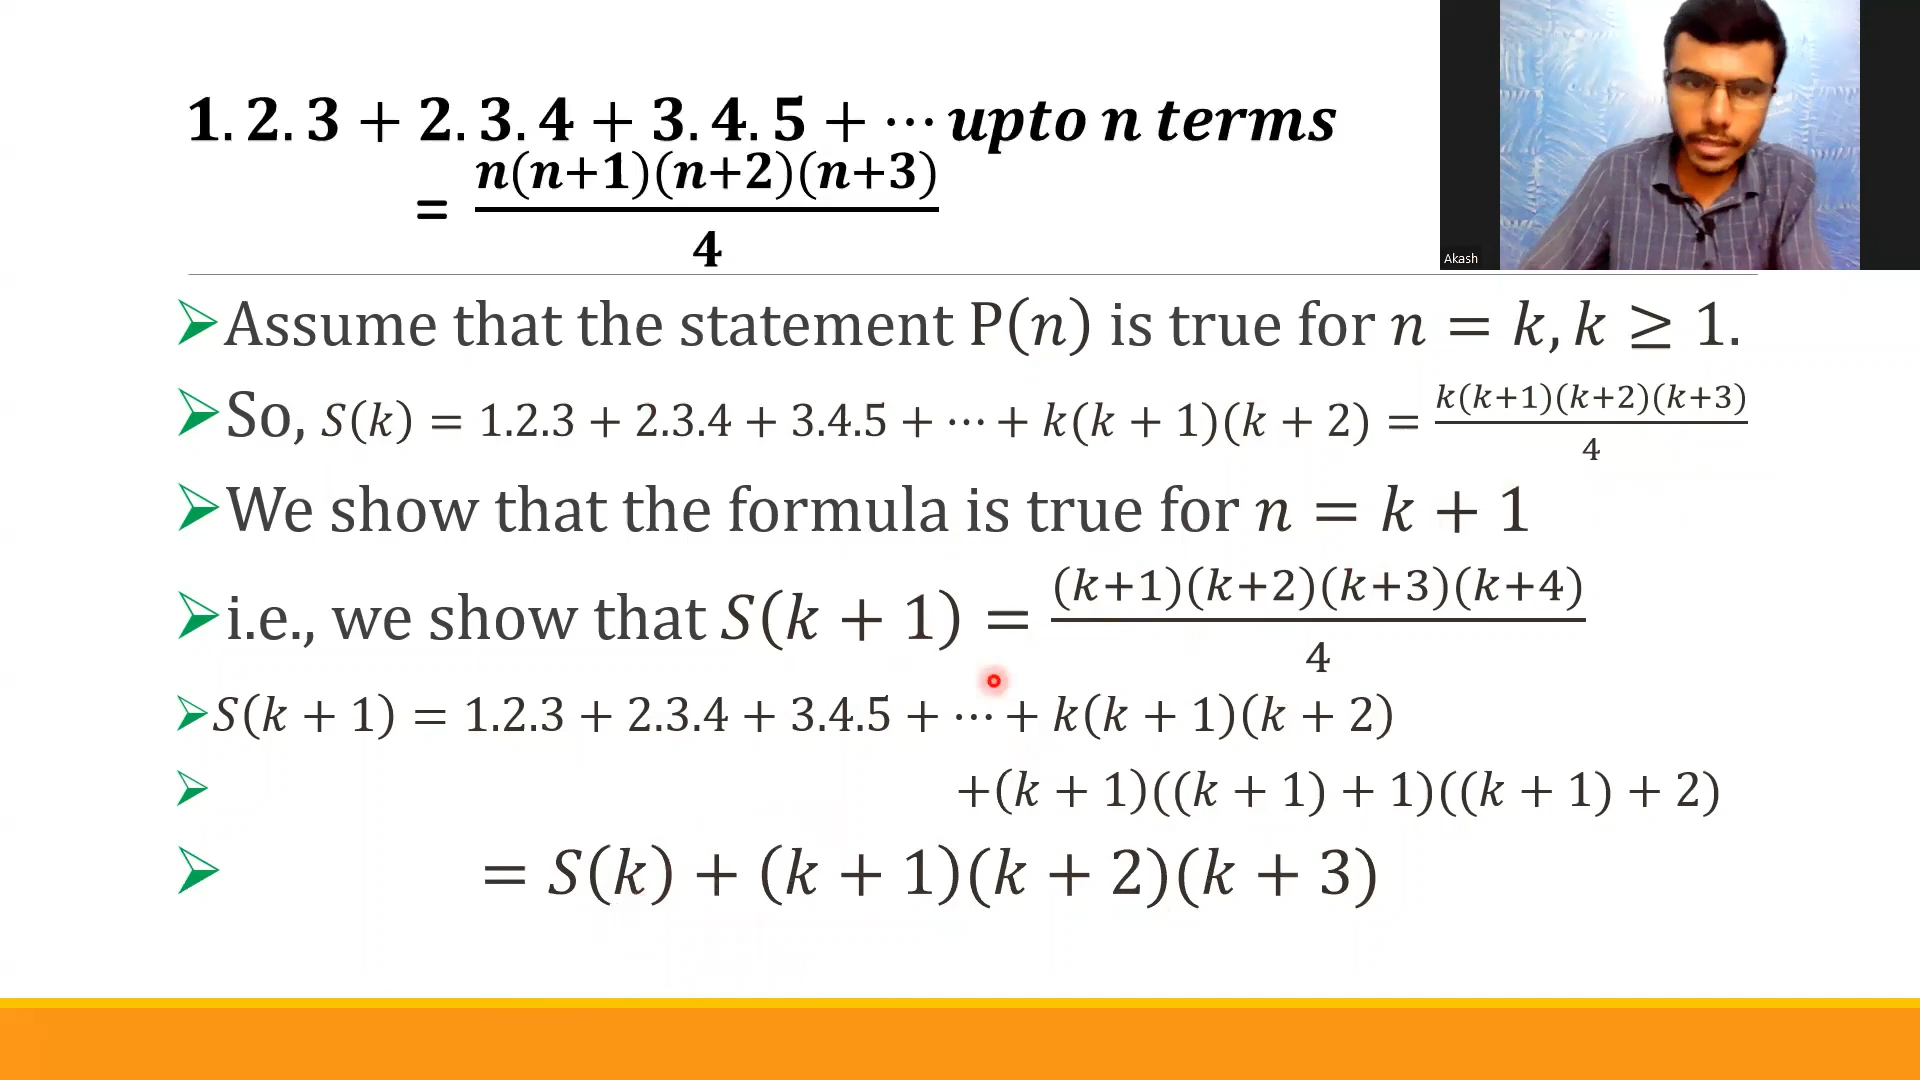 1.2.3 + 2.3.4 + 3.4.5 + ⋯ upto n terms
= n(n+1)(n+2)(n+3)/4
Akash
➢Assume that the statement P(n) is true for n = k, k ≥ 1.
➢So, S(k) = 1.2.3 + 2.3.4 + 3.4.5 + ⋯ + k(k + 1)(k + 2) = k(k+1)(k+2)(k+3)/4
➢We show that the formula is true for n = k + 1
➢i.e., we show that S(k + 1) = (k+1)(k+2)(k+3)(k+4)/4
➢S(k + 1) = 1.2.3 + 2.3.4 + 3.4.5 + ⋯ + k(k + 1)(k + 2)
➢ +(k + 1)((k + 1) + 1)((k + 1) + 2)
➢ = S(k) + (k + 1)(k + 2)(k + 3)